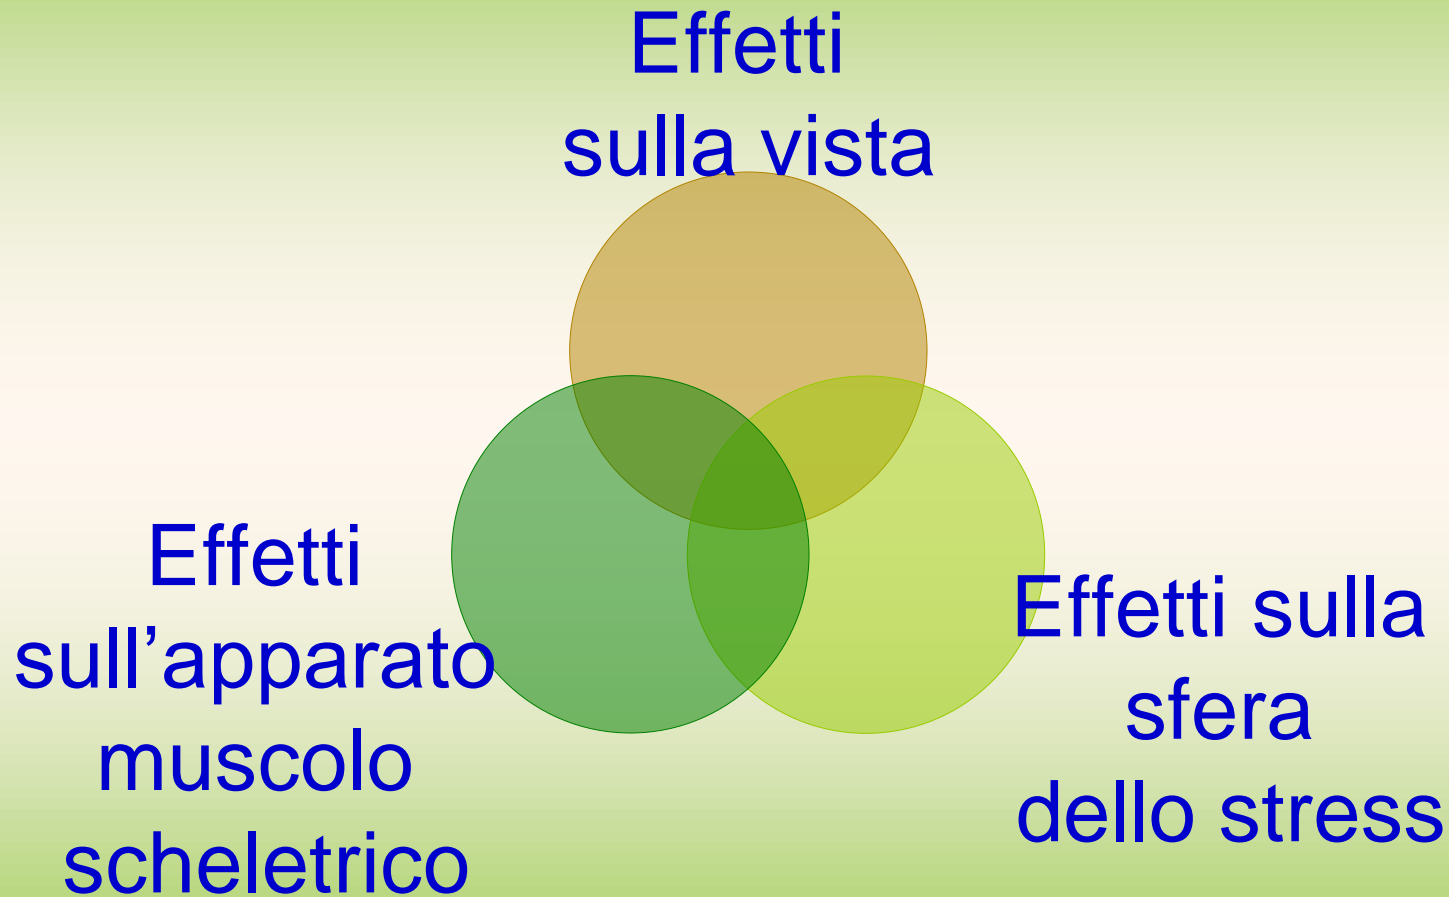 Effetti
sulla vista
Effetti
sull’apparato
muscolo
scheletrico
Effetti sulla
sfera
dello stress